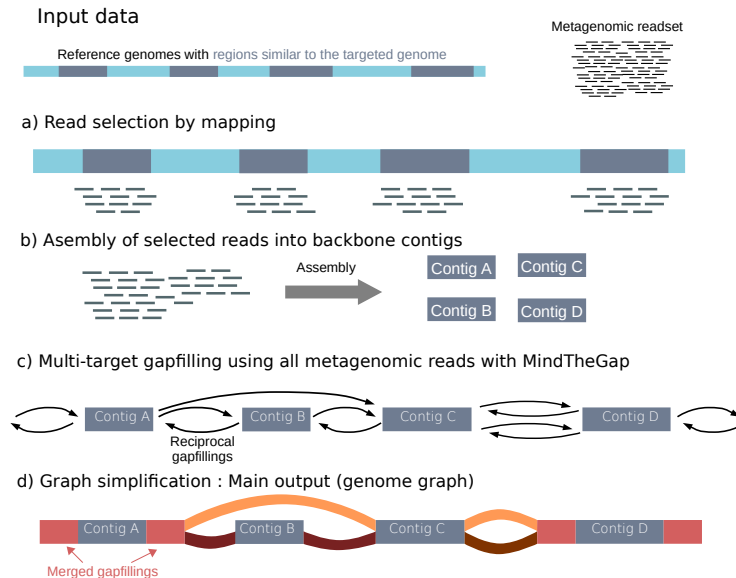 Input data
Metagenomic readset
Reference genomes with regions similar to the targeted genome
a) Read selection by mapping
b) Asembly of selected reads into backbone contigs
Assembly
Contig A
Contig C
Contig B
Contig D
c) Multi-target gapfilling using all metagenomic reads with MindTheGap
Contig A
Contig B
Contig C
Contig D
Reciprocal
gapfillings
d) Graph simplification : Main output (genome graph)
Contig A
Contig B
Contig C
Contig D
Merged gapfillings